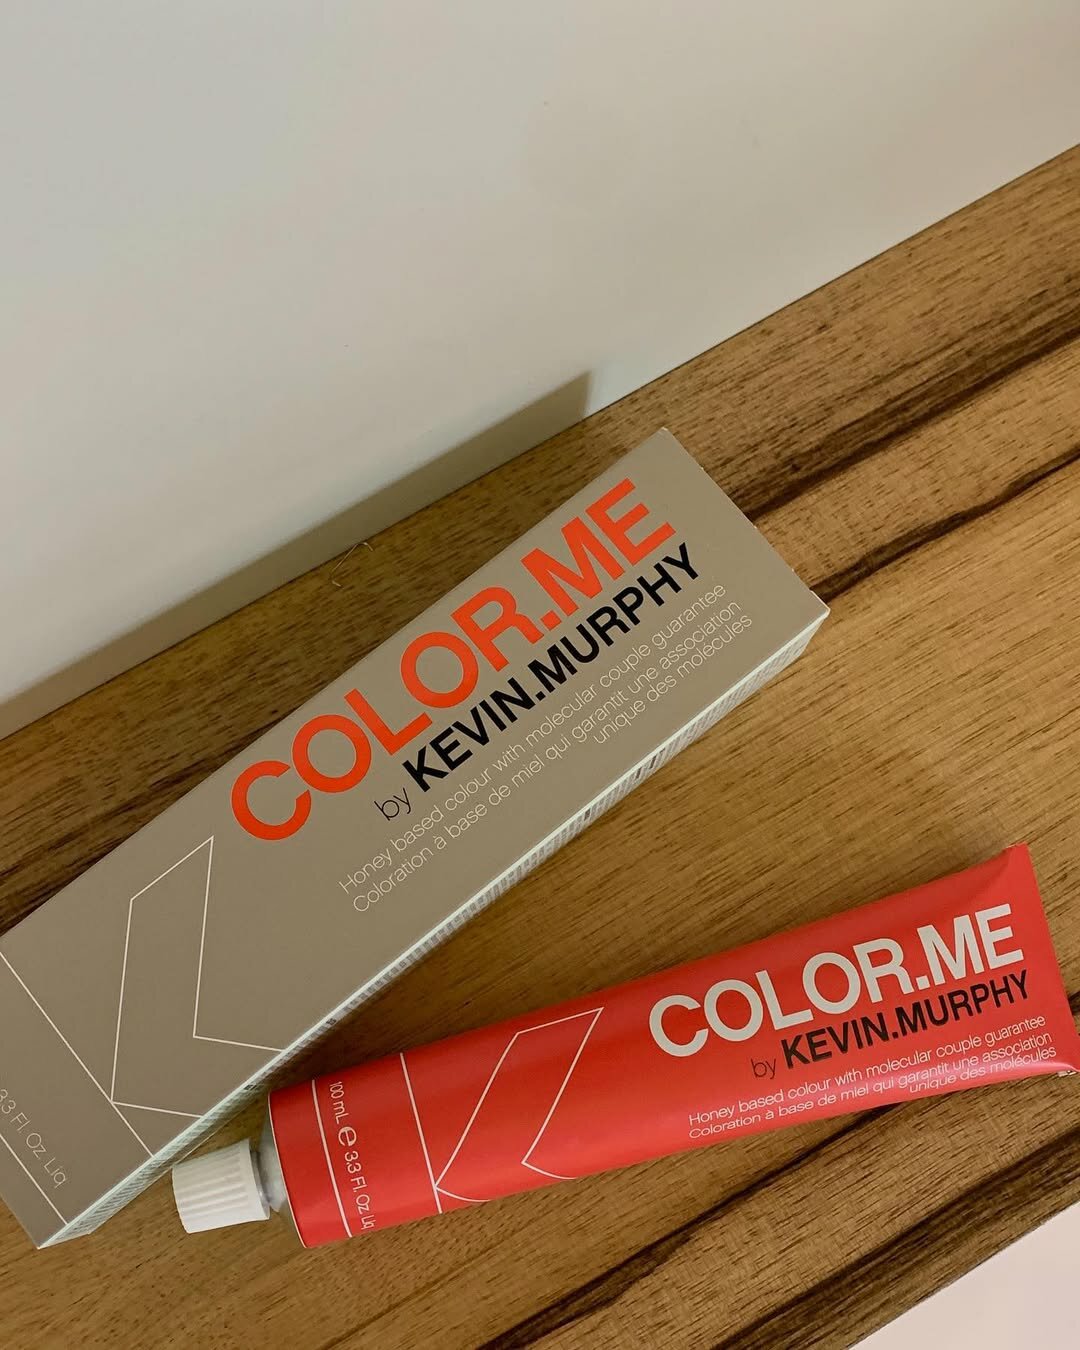 COLOR.ME
by KEVIN.MURPHY
Honey based colour with molecular couple guarantee
Coloration à base de miel qui garantit une association
unique des molécules
3.3 Fl Oz Liq
COLOR.ME
by KEVIN.MURPHY
Honey based colour with molecular couple guarantee
Coloration à base de miel qui garantit une association
unique des molécules
100 mL ℮ 3.3 Fl. Oz. Liq